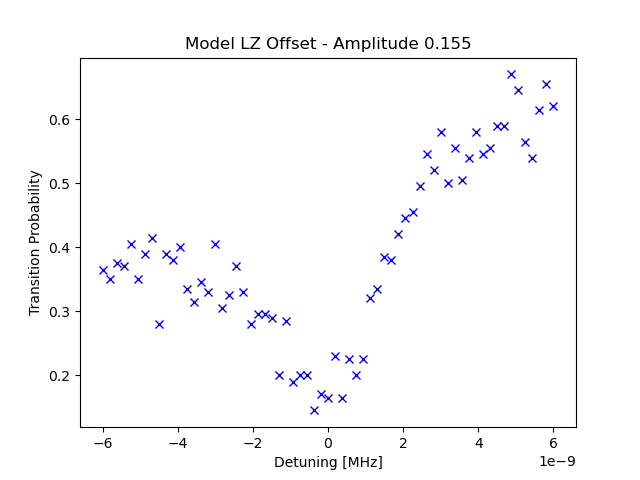 Model LZ Offset - Amplitude 0.155
Transition Probability
0.6
0.5
0.4
0.3
0.2
−6 −4 −2 0 2 4 6
1e−9
Detuning [MHz]